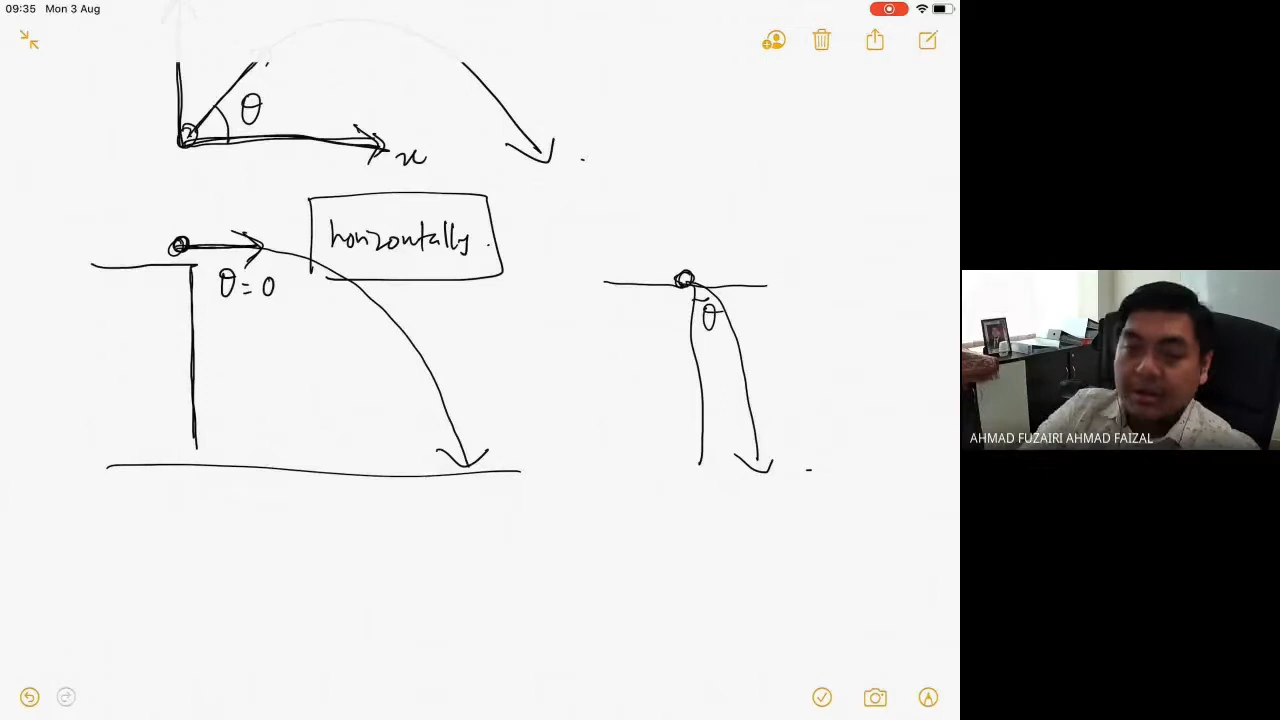 09:35 Mon 3 Aug
θ
x
horizontally.
θ = 0
θ
AHMAD FUZAIRI AHMAD FAIZAL